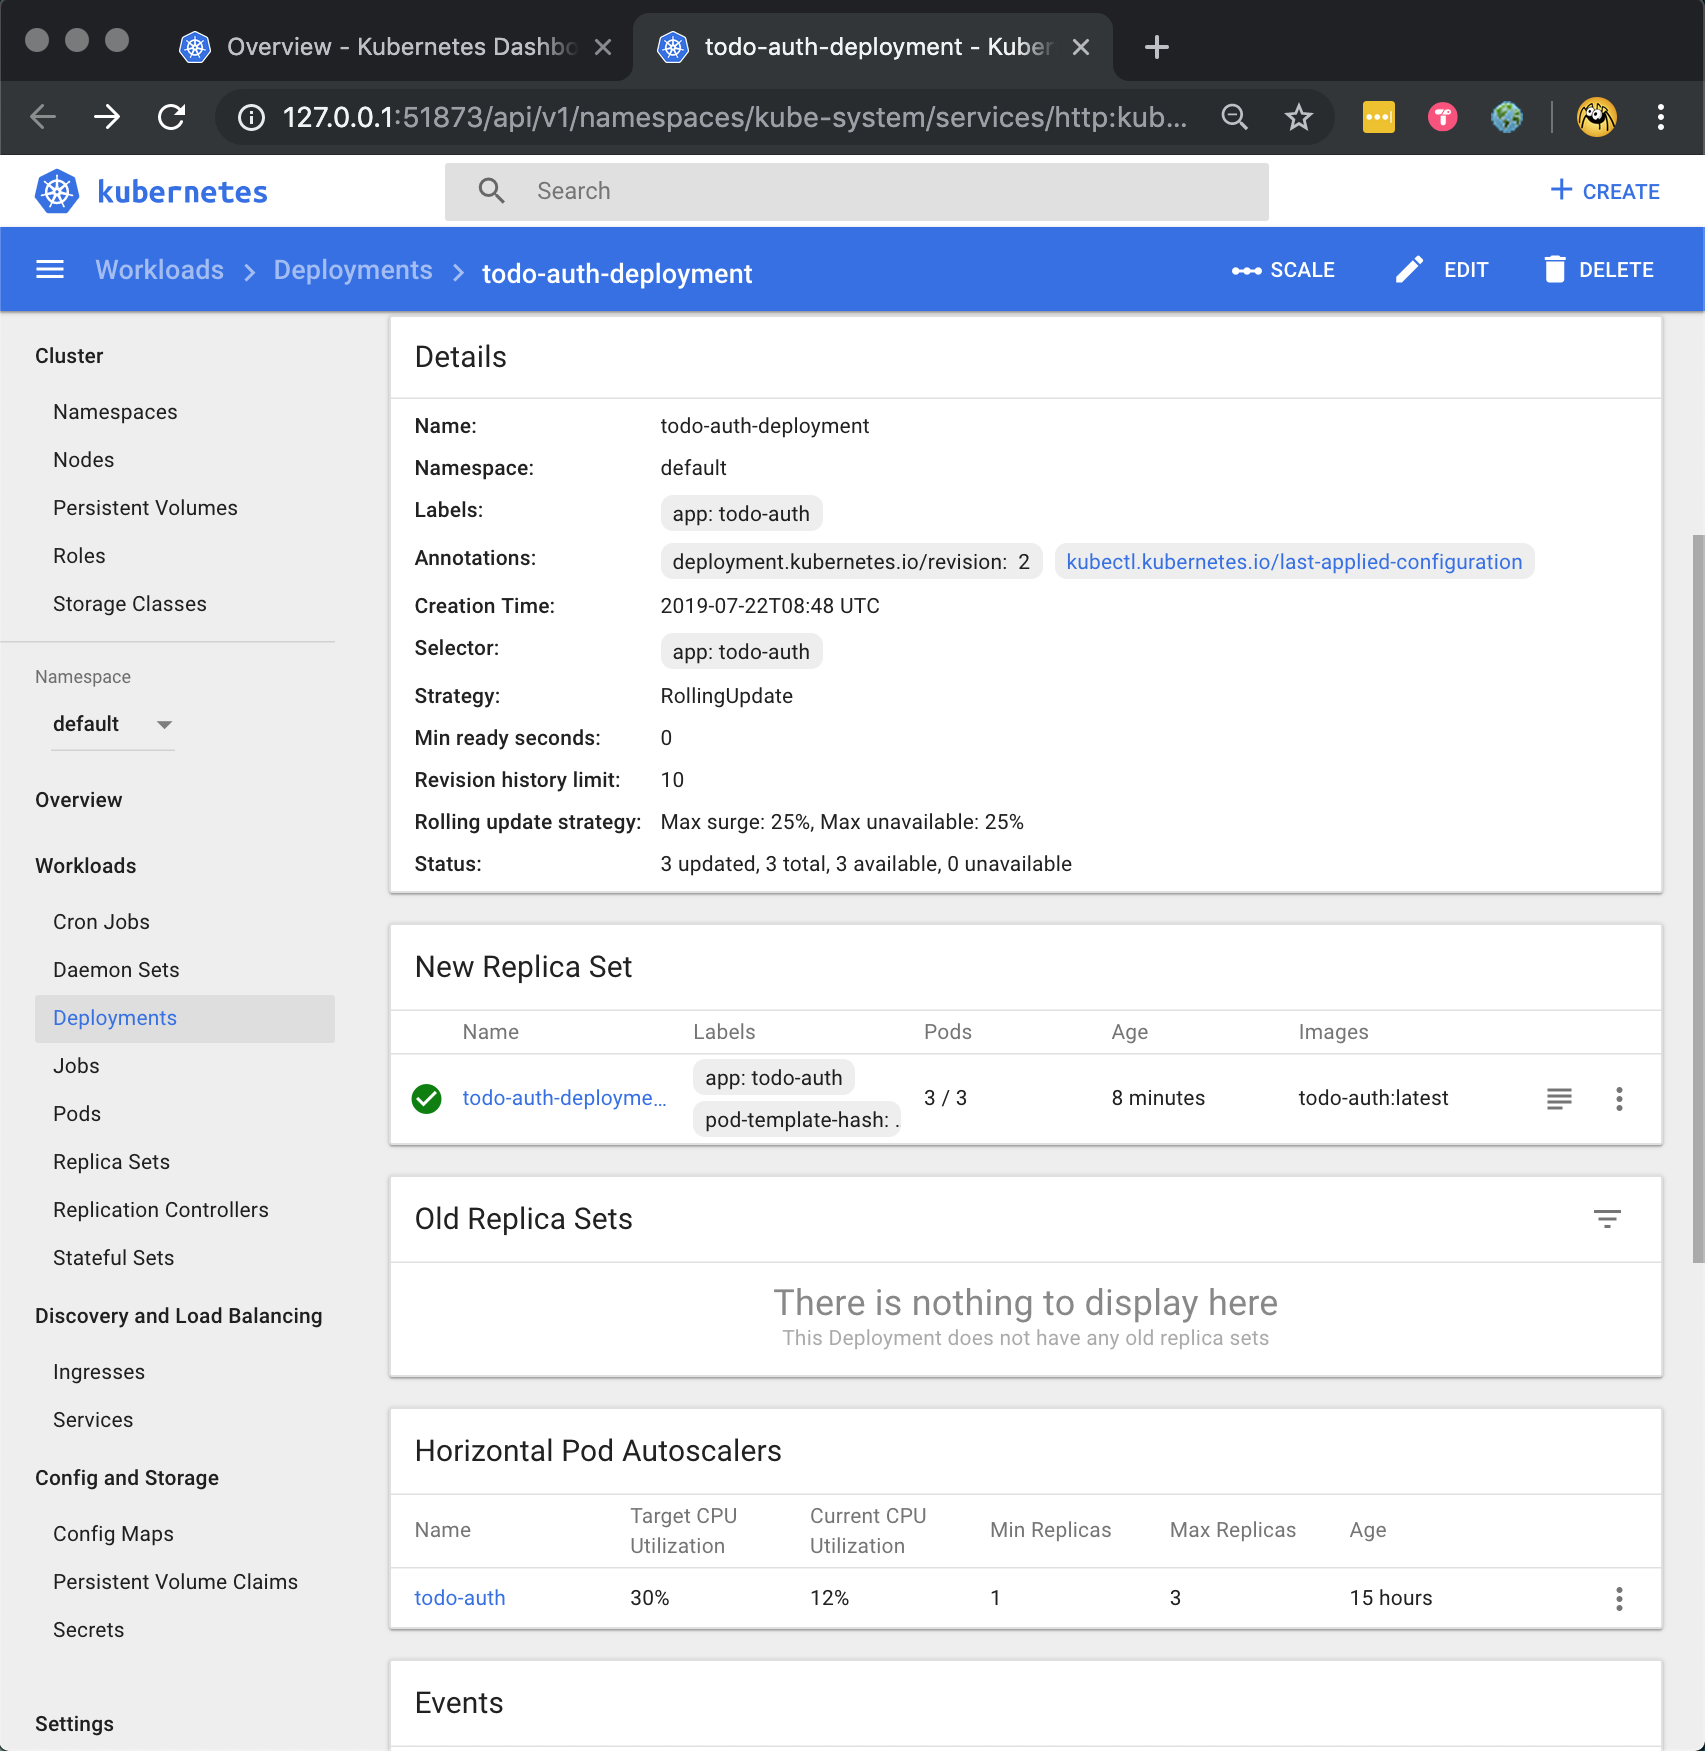 Overview - Kubernetes Dashbo
todo-auth-deployment - Kuber
127.0.0.1:51873/api/v1/namespaces/kube-system/services/http:kub...
kubernetes
Search
CREATE
Workloads > Deployments > todo-auth-deployment
SCALE
EDIT
DELETE
Cluster
Namespaces
Nodes
Persistent Volumes
Roles
Storage Classes
Namespace
default
Overview
Workloads
Cron Jobs
Daemon Sets
Deployments
Jobs
Pods
Replica Sets
Replication Controllers
Stateful Sets
Discovery and Load Balancing
Ingresses
Services
Config and Storage
Config Maps
Persistent Volume Claims
Secrets
Settings
Details
Name: todo-auth-deployment
Namespace: default
Labels: app: todo-auth
Annotations: deployment.kubernetes.io/revision: 2 kubectl.kubernetes.io/last-applied-configuration
Creation Time: 2019-07-22T08:48 UTC
Selector: app: todo-auth
Strategy: RollingUpdate
Min ready seconds: 0
Revision history limit: 10
Rolling update strategy: Max surge: 25%, Max unavailable: 25%
Status: 3 updated, 3 total, 3 available, 0 unavailable
New Replica Set
Name Labels Pods Age Images
todo-auth-deployme... app: todo-auth 3 / 3 8 minutes todo-auth:latest
pod-template-hash: .
Old Replica Sets
There is nothing to display here
This Deployment does not have any old replica sets
Horizontal Pod Autoscalers
Name Target CPU Utilization Current CPU Utilization Min Replicas Max Replicas Age
todo-auth 30% 12% 1 3 15 hours
Events